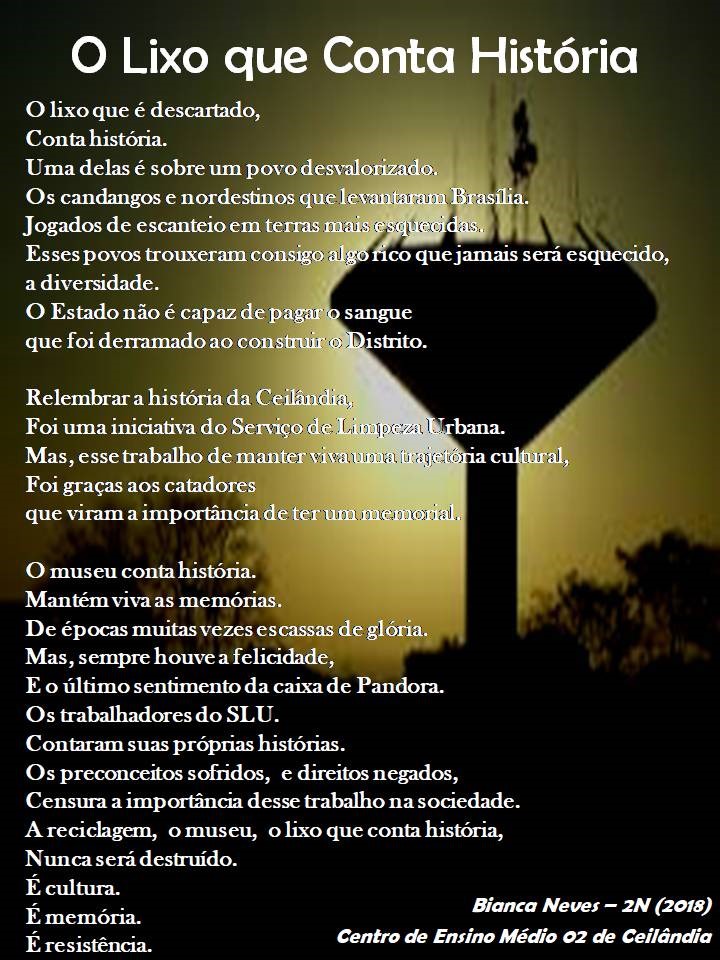 O Lixo que Conta História
O lixo que é descartado,
Conta história.
Uma delas é sobre um povo desvalorizado.
Os candangos e nordestinos que levantaram Brasília.
Jogados de escanteio em terras mais esquecidas.
Esses povos trouxeram consigo algo rico que jamais será esquecido,
a diversidade.
O Estado não é capaz de pagar o sangue
que foi derramado ao construir o Distrito.
Relembrar a história da Ceilândia,
Foi uma iniciativa do Serviço de Limpeza Urbana.
Mas, esse trabalho de manter viva uma trajetória cultural,
Foi graças aos catadores
que viram a importância de ter um memorial.
O museu conta história.
Mantém viva as memórias.
De épocas muitas vezes escassas de glória.
Mas, sempre houve a felicidade,
E o último sentimento da caixa de Pandora.
Os trabalhadores do SLU.
Contaram suas próprias histórias.
Os preconceitos sofridos, e direitos negados,
Censura a importância desse trabalho na sociedade.
A reciclagem, o museu, o lixo que conta história,
Nunca será destruído.
É cultura.
É memória.
É resistência.
Bianca Neves – 2N (2018)
Centro de Ensino Médio 02 de Ceilândia